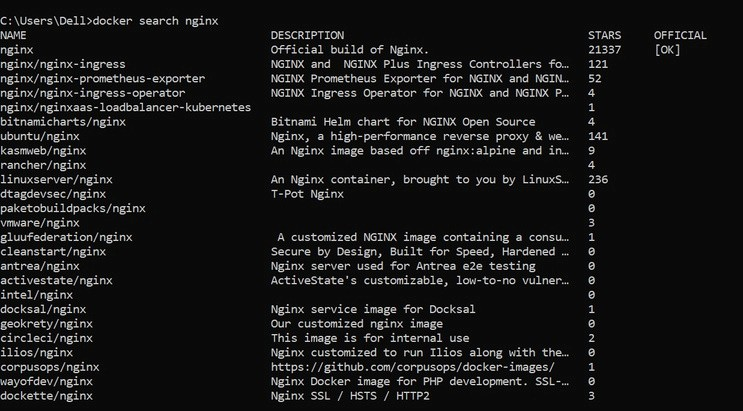 C:\Users\Dell>docker search nginx
NAME DESCRIPTION STARS OFFICIAL
nginx Official build of Nginx. 21337 [OK]
nginx/nginx-ingress NGINX and  NGINX Plus Ingress Controllers fo… 121
nginx/nginx-prometheus-exporter NGINX Prometheus Exporter for NGINX and NGIN… 52
nginx/nginx-ingress-operator NGINX Ingress Operator for NGINX and NGINX P… 4
nginx/nginxaas-loadbalancer-kubernetes 1
bitnamicharts/nginx Bitnami Helm chart for NGINX Open Source 4
ubuntu/nginx Nginx, a high-performance reverse proxy & we… 141
kasmweb/nginx An Nginx image based off nginx:alpine and in… 9
rancher/nginx 4
linuxserver/nginx An Nginx container, brought to you by LinuxS… 236
dtagdevsec/nginx T-Pot Nginx 0
paketobuildpacks/nginx 0
vmware/nginx 3
gluufederation/nginx A customized NGINX image containing a consu… 1
cleanstart/nginx Secure by Design, Built for Speed, Hardened … 0
antrea/nginx Nginx server used for Antrea e2e testing 0
activestate/nginx ActiveState's customizable, low-to-no vulner… 0
intel/nginx 0
docksal/nginx Nginx service image for Docksal 1
geokrety/nginx Our customized nginx image 0
circleci/nginx This image is for internal use 2
ilios/nginx Nginx customized to run Ilios along with the… 0
corpusops/nginx https://github.com/corpusops/docker-images/ 1
wayofdev/nginx Nginx Docker image for PHP development. SSL-… 0
dockette/nginx Nginx SSL / HSTS / HTTP2 3